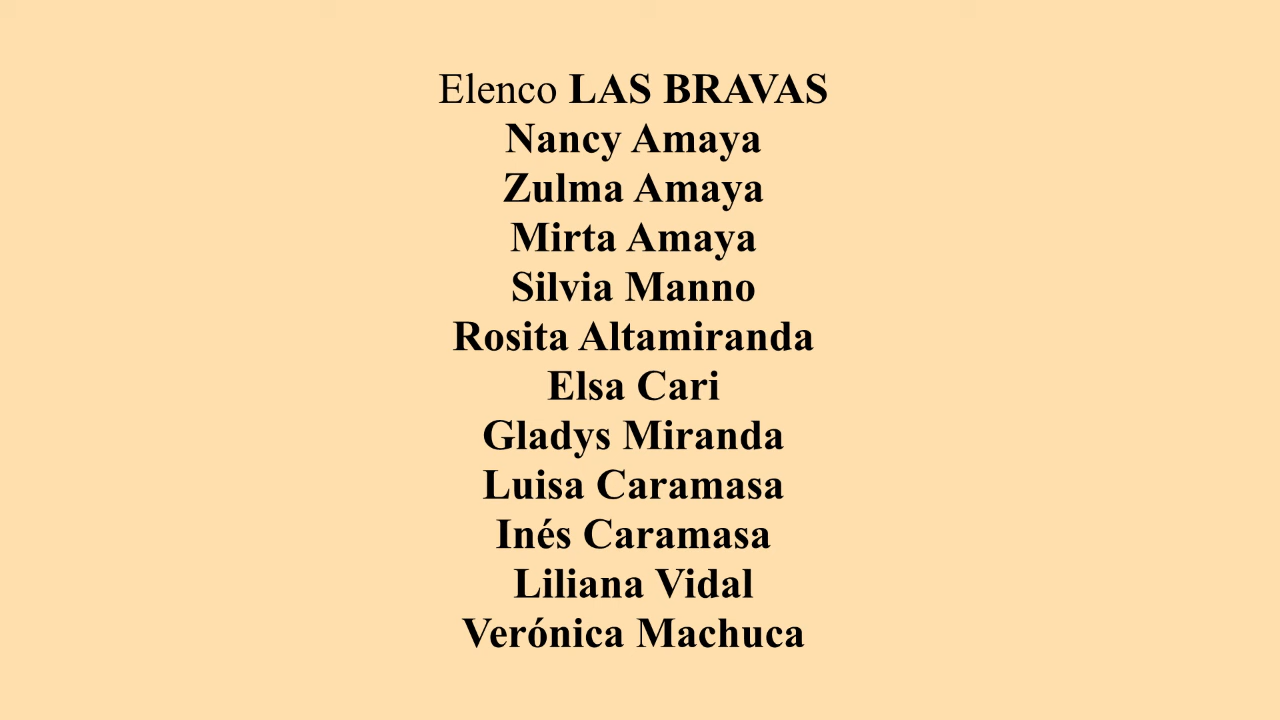 Elenco LAS BRAVAS
Nancy Amaya
Zulma Amaya
Mirta Amaya
Silvia Manno
Rosita Altamiranda
Elsa Cari
Gladys Miranda
Luisa Caramasa
Inés Caramasa
Liliana Vidal
Verónica Machuca